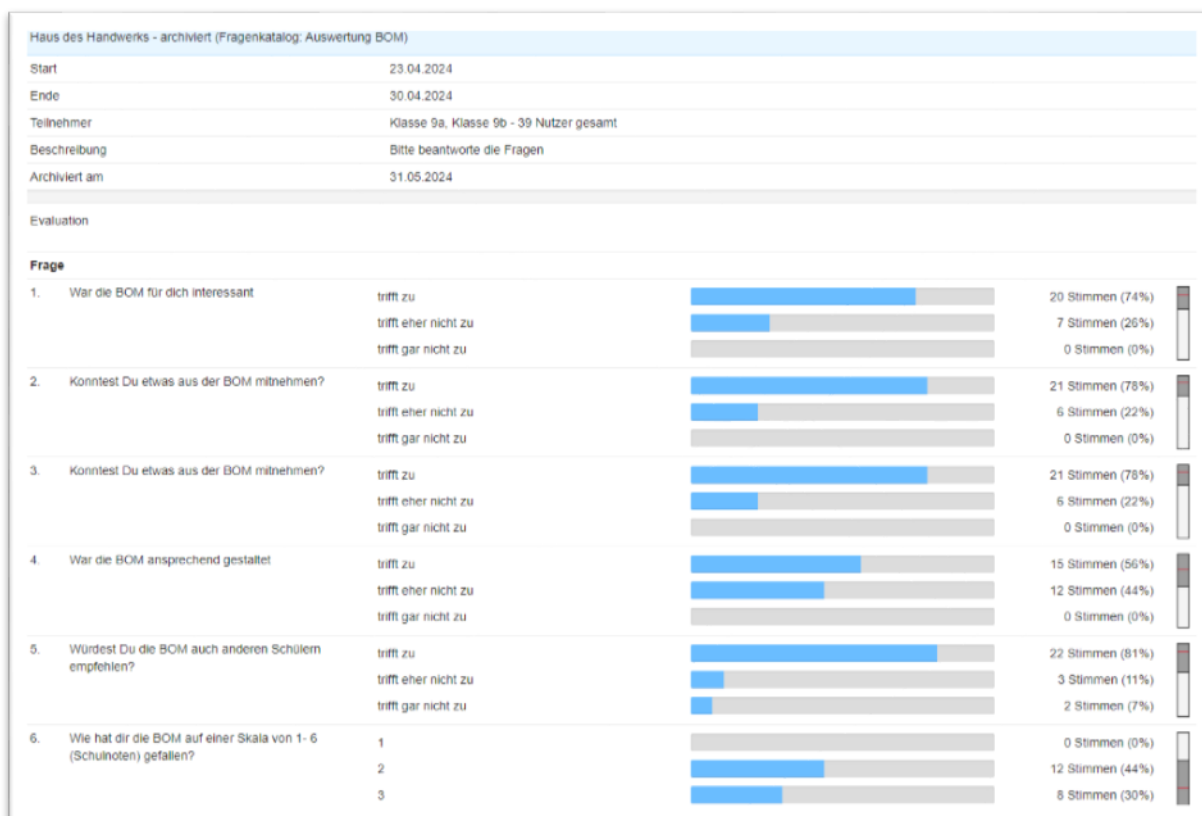 Haus des Handwerks - archiviert (Fragenkatalog: Auswertung BOM)
Start 23.04.2024
Ende 30.04.2024
Teilnehmer Klasse 9a, Klasse 9b - 39 Nutzer gesamt
Beschreibung Bitte beantworte die Fragen
Archiviert am 31.05.2024
Evaluation
Frage
1. War die BOM für dich interessant trifft zu 20 Stimmen (74%)
trifft eher nicht zu 7 Stimmen (26%)
trifft gar nicht zu 0 Stimmen (0%)
2. Konntest Du etwas aus der BOM mitnehmen? trifft zu 21 Stimmen (78%)
trifft eher nicht zu 6 Stimmen (22%)
trifft gar nicht zu 0 Stimmen (0%)
3. Konntest Du etwas aus der BOM mitnehmen? trifft zu 21 Stimmen (78%)
trifft eher nicht zu 6 Stimmen (22%)
trifft gar nicht zu 0 Stimmen (0%)
4. War die BOM ansprechend gestaltet trifft zu 15 Stimmen (56%)
trifft eher nicht zu 12 Stimmen (44%)
trifft gar nicht zu 0 Stimmen (0%)
5. Würdest Du die BOM auch anderen Schülern trifft zu 22 Stimmen (81%)
empfehlen? trifft eher nicht zu 3 Stimmen (11%)
trifft gar nicht zu 2 Stimmen (7%)
6. Wie hat dir die BOM auf einer Skala von 1- 6 1 0 Stimmen (0%)
(Schulnoten) gefallen? 2 12 Stimmen (44%)
3 8 Stimmen (30%)